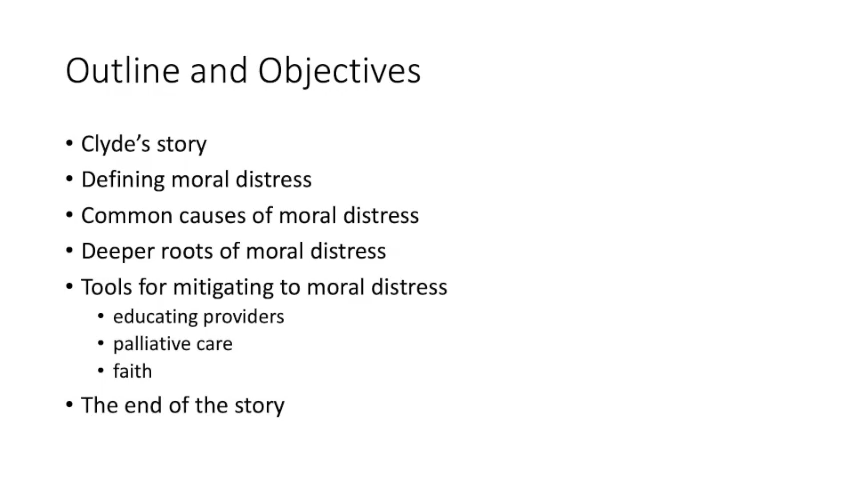 Outline and Objectives
• Clyde’s story
• Defining moral distress
• Common causes of moral distress
• Deeper roots of moral distress
• Tools for mitigating to moral distress
• educating providers
• palliative care
• faith
• The end of the story